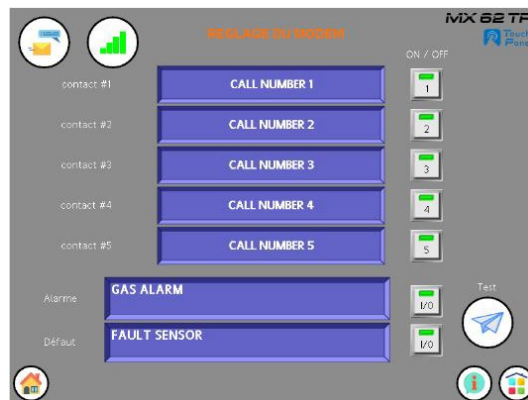 REGLAGE DU MODEM
MX 62 TP
Touch
Panel
ON / OFF
contact #1
CALL NUMBER 1
1
contact #2
CALL NUMBER 2
2
contact #3
CALL NUMBER 3
3
contact #4
CALL NUMBER 4
4
contact #5
CALL NUMBER 5
5
Alarme
GAS ALARM
I/O
Test
Défaut
FAULT SENSOR
I/O
i